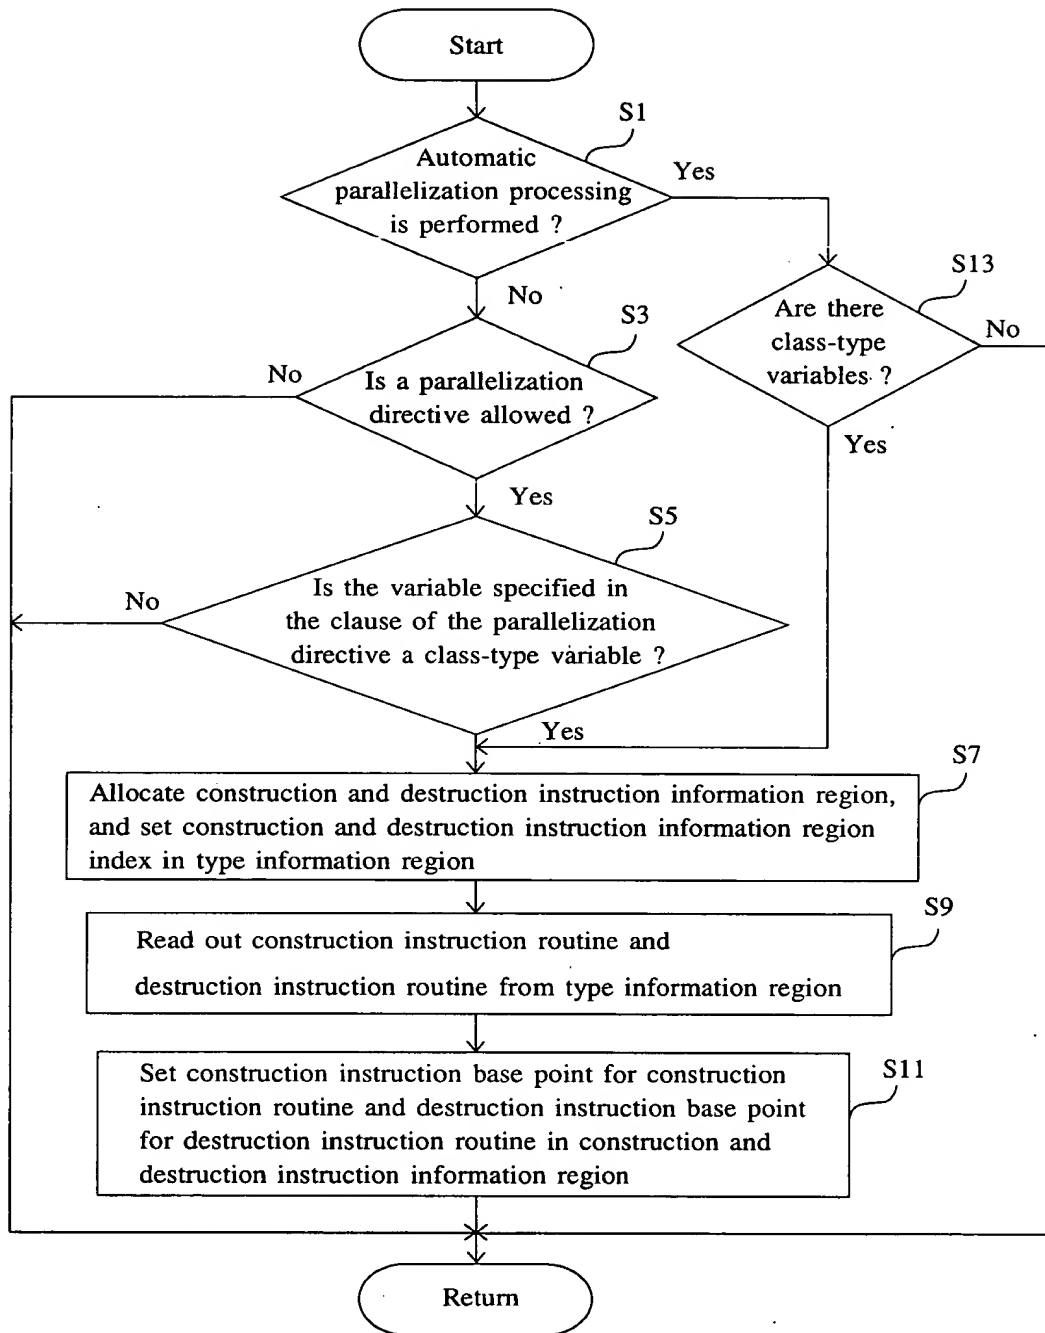 Start
S1
Automatic
parallelization processing
is performed ?
Yes
S13
No
Are there
class-type
variables ?
No
S3
No
Is a parallelization
directive allowed ?
Yes
Yes
S5
Is the variable specified in
the clause of the parallelization
directive a class-type variable ?
No
Yes
S7
Allocate construction and destruction instruction information region,
and set construction and destruction instruction information region
index in type information region
S9
Read out construction instruction routine and
destruction instruction routine from type information region
S11
Set construction instruction base point for construction
instruction routine and destruction instruction base point
for destruction instruction routine in construction and
destruction instruction information region
Return